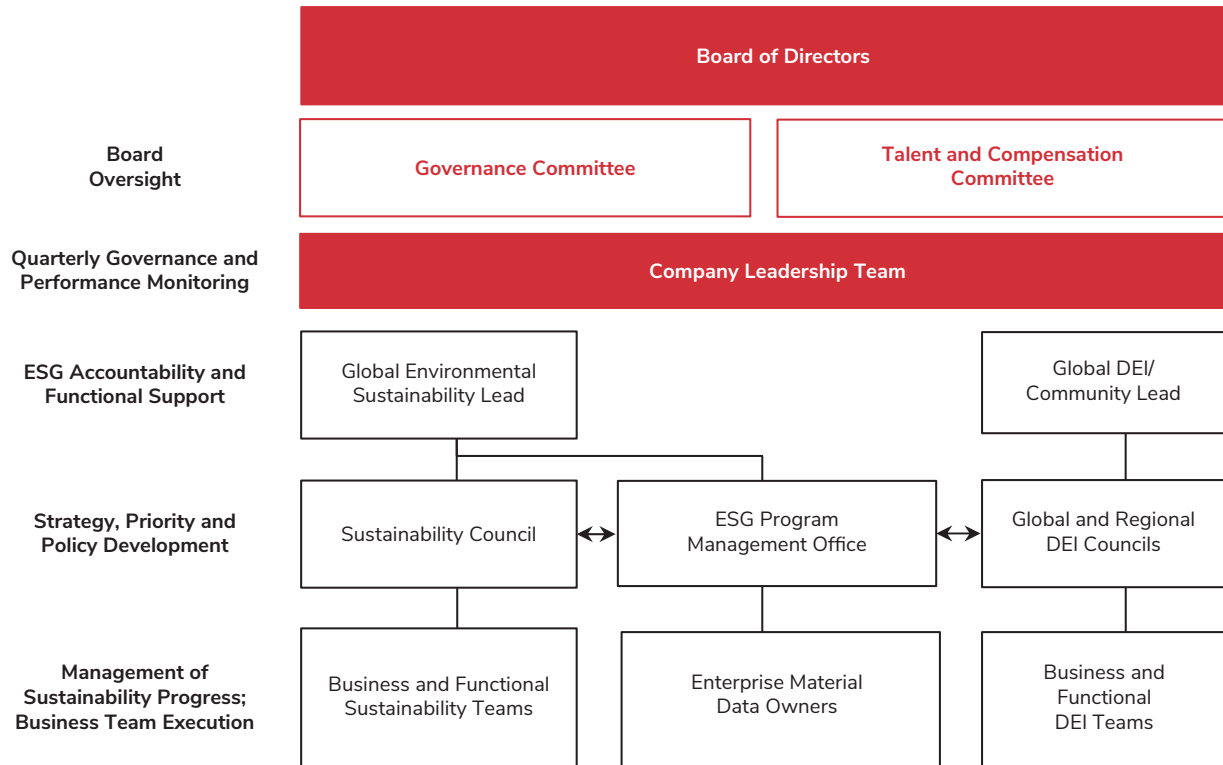 Board of Directors
Board
Oversight
Governance Committee
Talent and Compensation
Committee
Quarterly Governance and
Performance Monitoring
Company Leadership Team
ESG Accountability and
Functional Support
Global Environmental
Sustainability Lead
Global DEI/
Community Lead
Strategy, Priority and
Policy Development
Sustainability Council
ESG Program
Management Office
Global and Regional
DEI Councils
Management of
Sustainability Progress;
Business Team Execution
Business and Functional
Sustainability Teams
Enterprise Material
Data Owners
Business and
Functional
DEI Teams